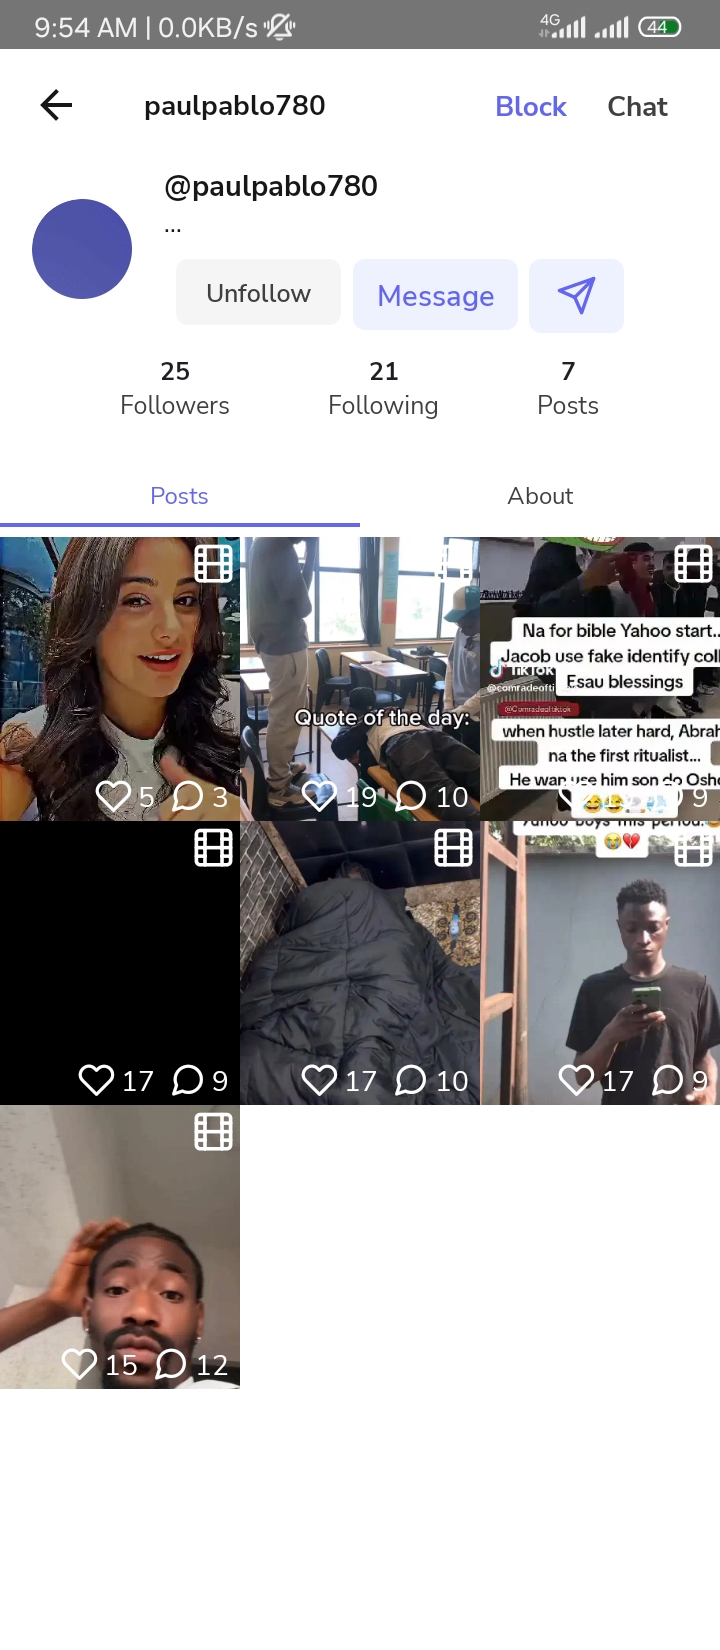 9:54 AM | 0.0KB/s
4G
44
paulpablo780
Block
Chat
@paulpablo780
...
Unfollow
Message
25
21
7
Followers
Following
Posts
Posts
About
Quote of the day:
Na for bible Yahoo start..
Jacob use fake identify coll
TikTok
Esau blessings
@comradeofti
@Comradeoftiktok
when hustle later hard, Abrah
na the first ritualist...
He wan use him son do Osho
😂😂
5 3
19 10
9
Yahoo boys this period.
😭💔
17 9
17 10
17 9
15 12